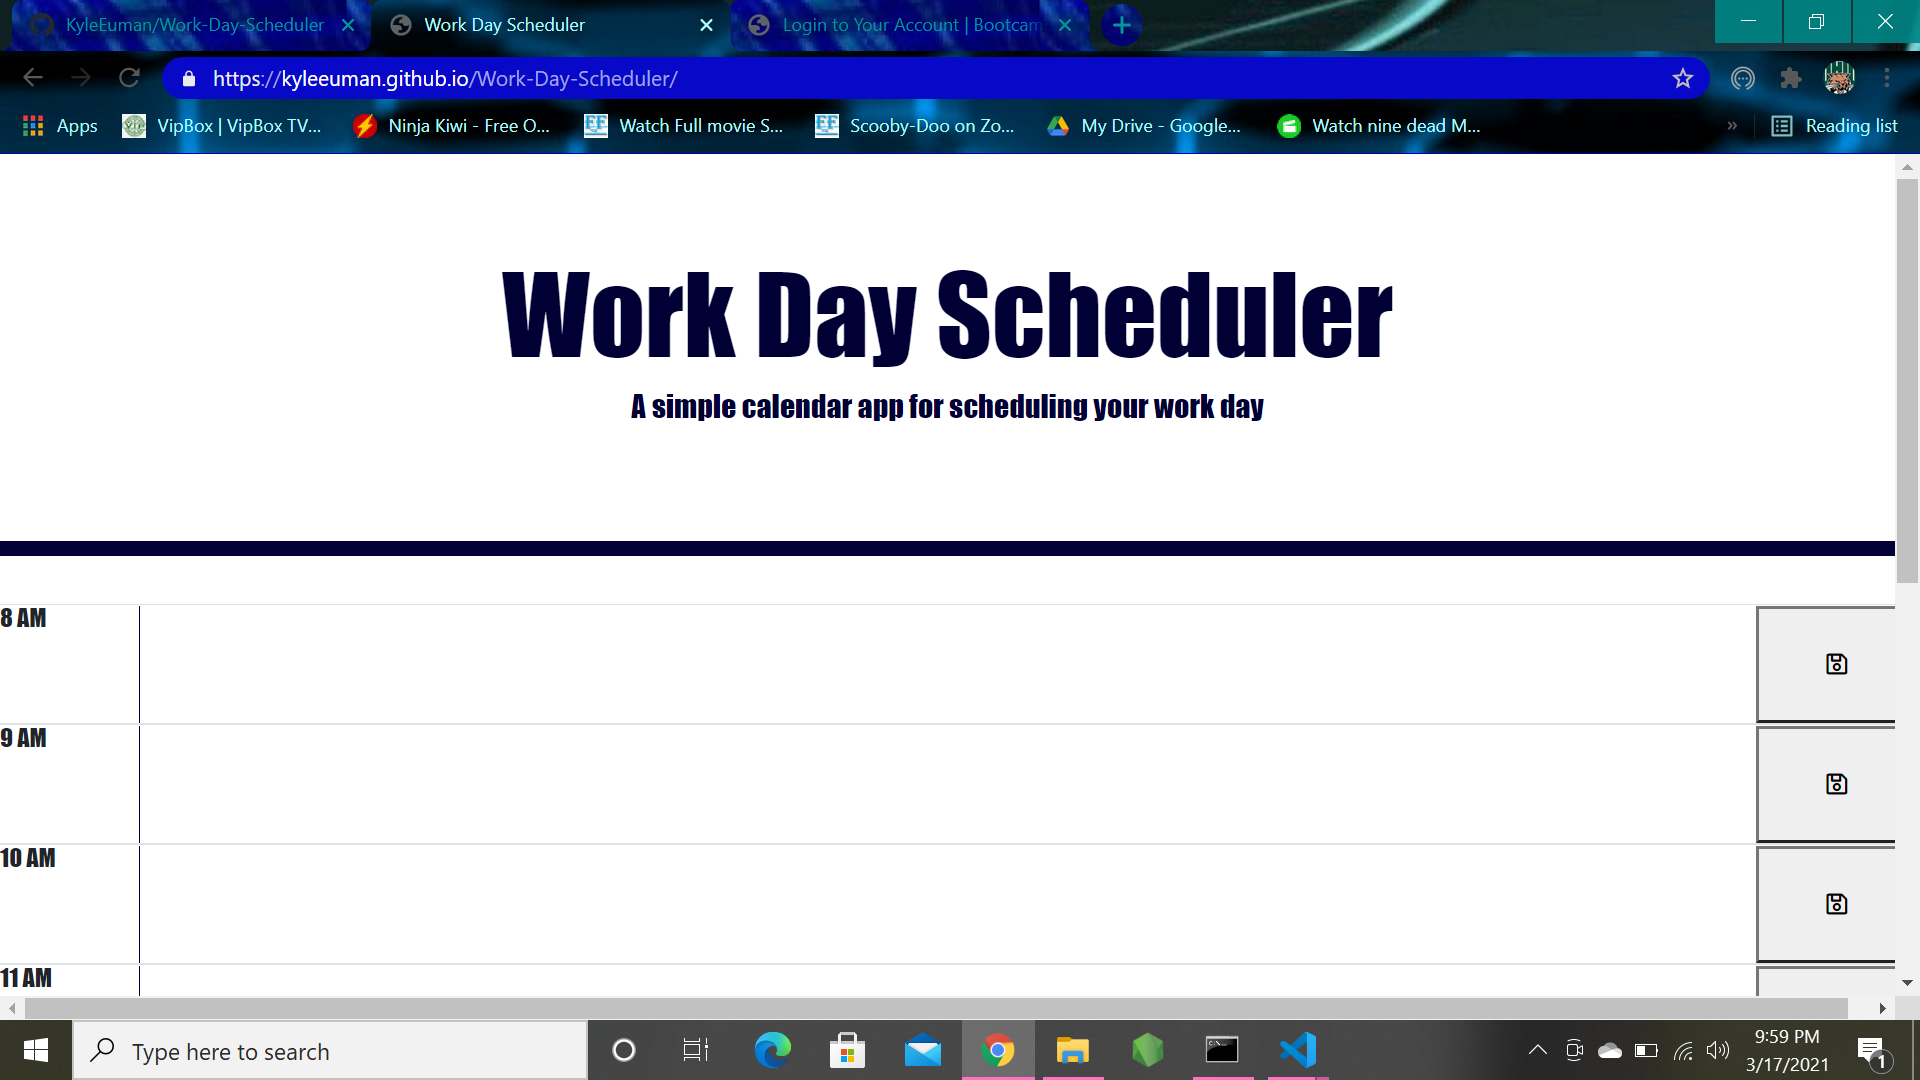 KyleEuman/Work-Day-Scheduler
Work Day Scheduler
Login to Your Account | Bootcam
https://kyleeuman.github.io/Work-Day-Scheduler/
Apps
VipBox | VipBox TV...
Ninja Kiwi - Free O...
Watch Full movie S...
Scooby-Doo on Zo...
My Drive - Google...
Watch nine dead M...
»
Reading list
Work Day Scheduler
A simple calendar app for scheduling your work day
8 AM
9 AM
10 AM
11 AM
Type here to search
9:59 PM
3/17/2021
1